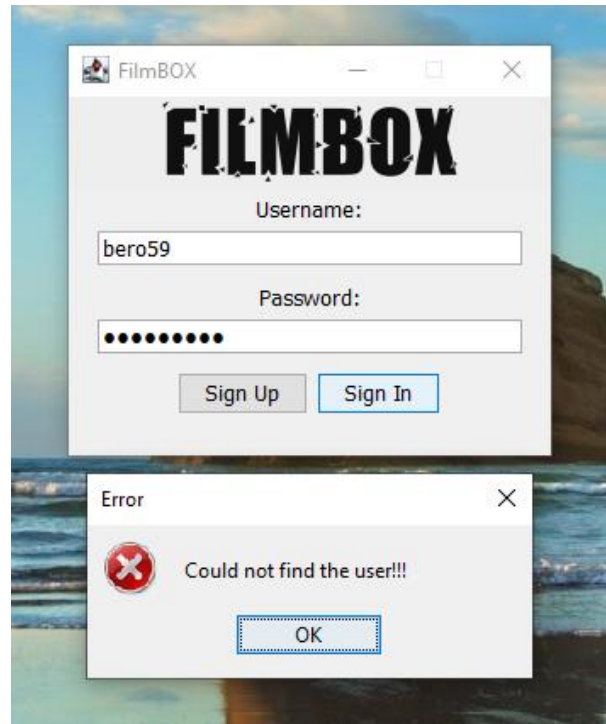 FilmBOX
FILMBOX
Username:
bero59
Password:
●●●●●●●●●
Sign Up Sign In
Error
Could not find the user!!!
OK